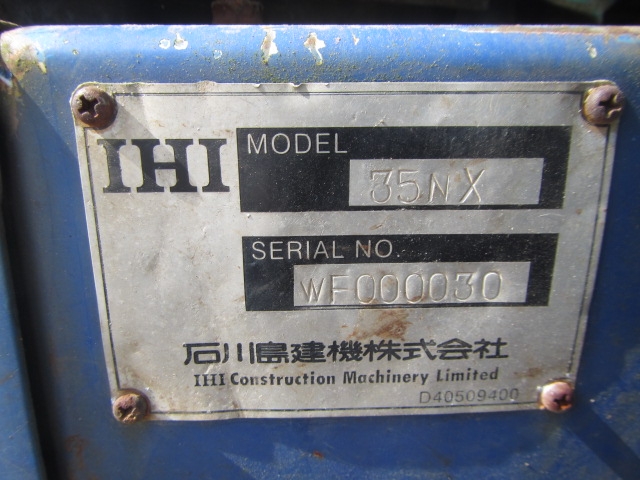 IHI
MODEL
35NX
SERIAL NO.
WF000030
石川島建機株式会社
IHI Construction Machinery Limited
D40509400